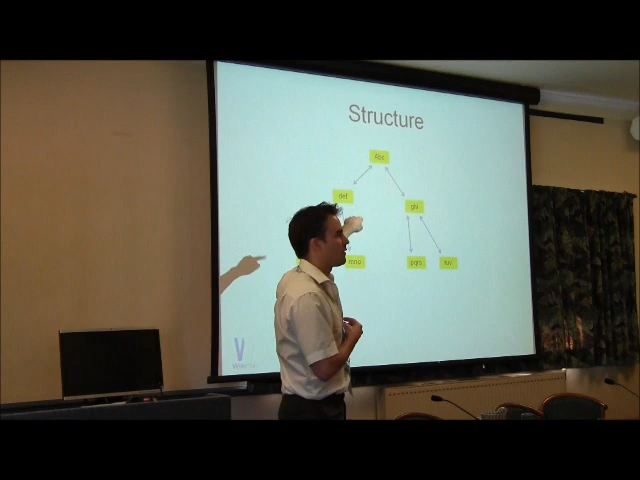 Structure
Abc
def
ghi
mno
pqrs
tuv
V